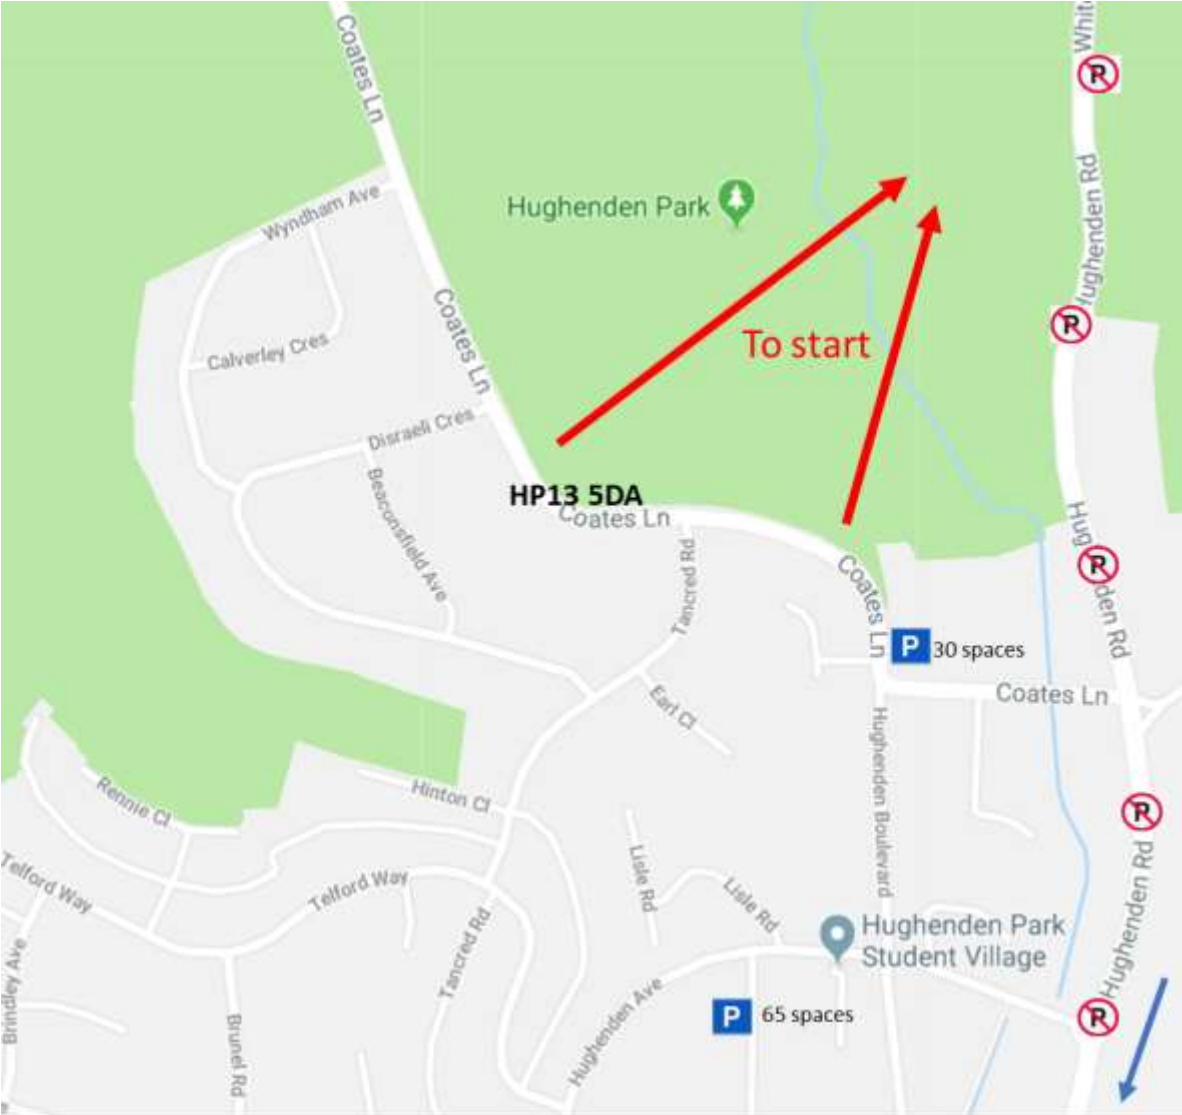 Coates Ln
Whit
P
Hughenden Rd
Wyndham Ave
Hughenden Park
Coates Ln
Calverley Cres
To start
P
Disraeli Cres
Beaconsfield Ave
HP13 5DA
Coates Ln
Tancred Rd
Coates Ln
P
Hughenden Rd
P 30 spaces
Coates Ln
Earl Cl
Hughenden Boulevard
Rennie Cl
Hinton Cl
P
Lisle Rd
Lisle Rd
Telford Way
Telford Way
Tancred Rd
Hughenden Rd
Hughenden Park
Student Village
Brindley Ave
Brunel Rd
Hughenden Ave
P 65 spaces
P